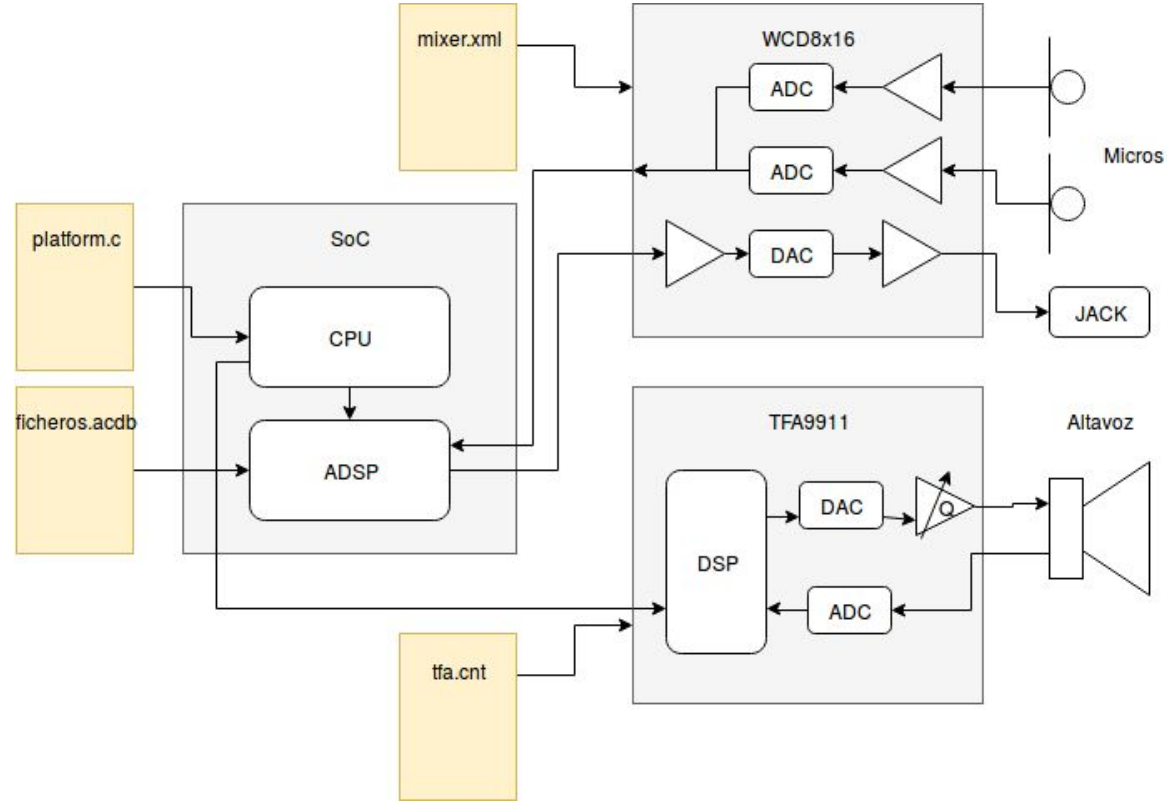 mixer.xml
WCD8x16
ADC
ADC
Micros
platform.c
SoC
DAC
JACK
CPU
ficheros.acdb
TFA9911
Altavoz
ADSP
DAC
Q
DSP
ADC
tfa.cnt